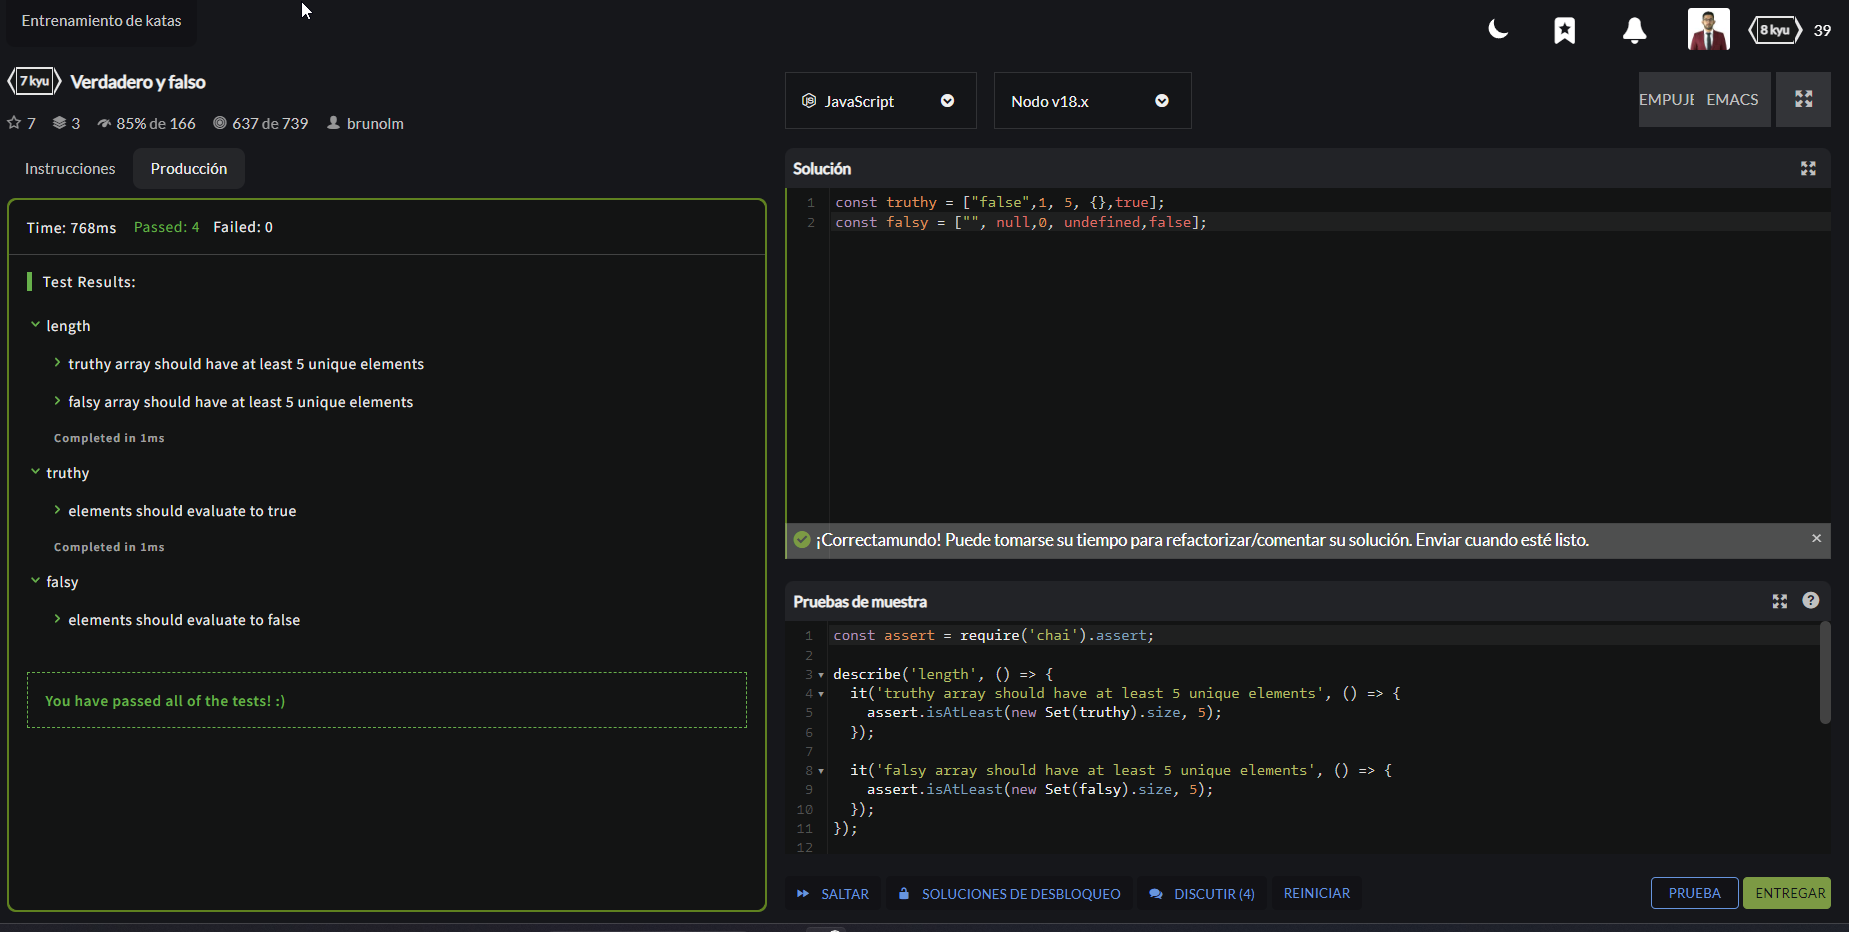 Entrenamiento de katas
8 kyu 39
7 kyu Verdadero y falso
7 3 85% de 166 637 de 739 brunolm
JavaScript
Nodo v18.x
EMACS
Instrucciones Producción
Time: 768ms Passed: 4 Failed: 0
Test Results:
length
truthy array should have at least 5 unique elements
falsy array should have at least 5 unique elements
Completed in 1ms
truthy
elements should evaluate to true
Completed in 1ms
falsy
elements should evaluate to false
You have passed all of the tests! :)
Solución
1 const truthy = ["false",1, 5, {},true];
2 const falsy = ["", null,0, undefined,false];
¡Correctamundo! Puede tomarse su tiempo para refactorizar/comentar su solución. Enviar cuando esté listo.
Pruebas de muestra
1 const assert = require('chai').assert;
2
3 describe('length', () => {
4 it('truthy array should have at least 5 unique elements', () => {
5 assert.isAtLeast(new Set(truthy).size, 5);
6 });
7
8 it('falsy array should have at least 5 unique elements', () => {
9 assert.isAtLeast(new Set(falsy).size, 5);
10 });
11 });
12
SALTAR SOLUCIONES DE DESBLOQUEO DISCUTIR (4) REINICIAR
PRUEBA ENTREGAR